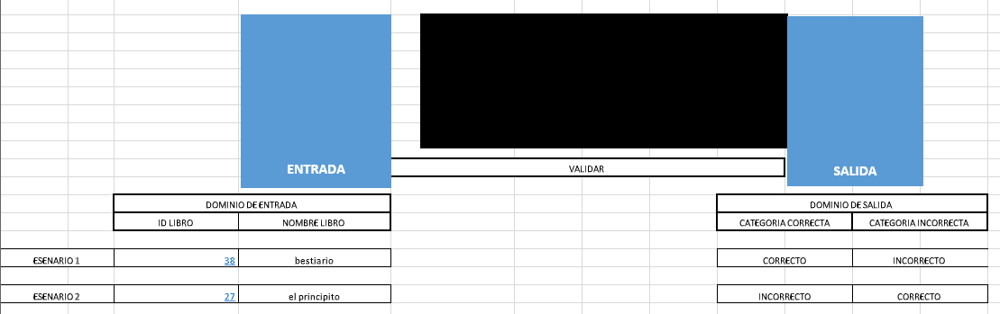 ENTRADA
VALIDAR
SALIDA
DOMINIO DE ENTRADA
DOMINIO DE SALIDA
ID LIBRO NOMBRE LIBRO
CATEGORIA CORRECTA CATEGORIA INCORRECTA
ESENARIO 1 38 bestiario CORRECTO INCORRECTO
ESENARIO 2 27 el principito INCORRECTO CORRECTO